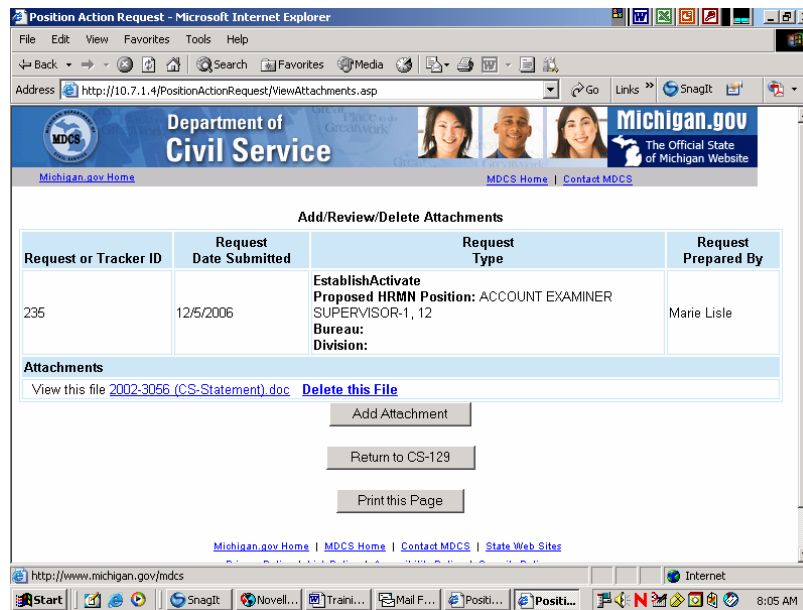 Position Action Request - Microsoft Internet Explorer
File Edit View Favorites Tools Help
Back Search Favorites Media
Address http://10.7.1.4/PositionActionRequest/ViewAttachments.asp Go Links » SnagIt
MDCS
Department of
Civil Service
Michigan.gov
The Official State
of Michigan Website
Michigan.gov Home
MDCS Home | Contact MDCS
Add/Review/Delete Attachments
Request or Tracker ID Request Date Submitted Request Type Request Prepared By
235 12/5/2006 EstablishActivate
Proposed HRMN Position: ACCOUNT EXAMINER
SUPERVISOR-1, 12
Bureau:
Division:
Marie Lisle
Attachments
View this file 2002-3056 (CS-Statement).doc Delete this File
Add Attachment
Return to CS-129
Print this Page
Michigan.gov Home | MDCS Home | Contact MDCS | State Web Sites
http://www.michigan.gov/mdcs Internet
Start SnagIt Novell... Traini... Mail F... Positi... Positi... 8:05 AM